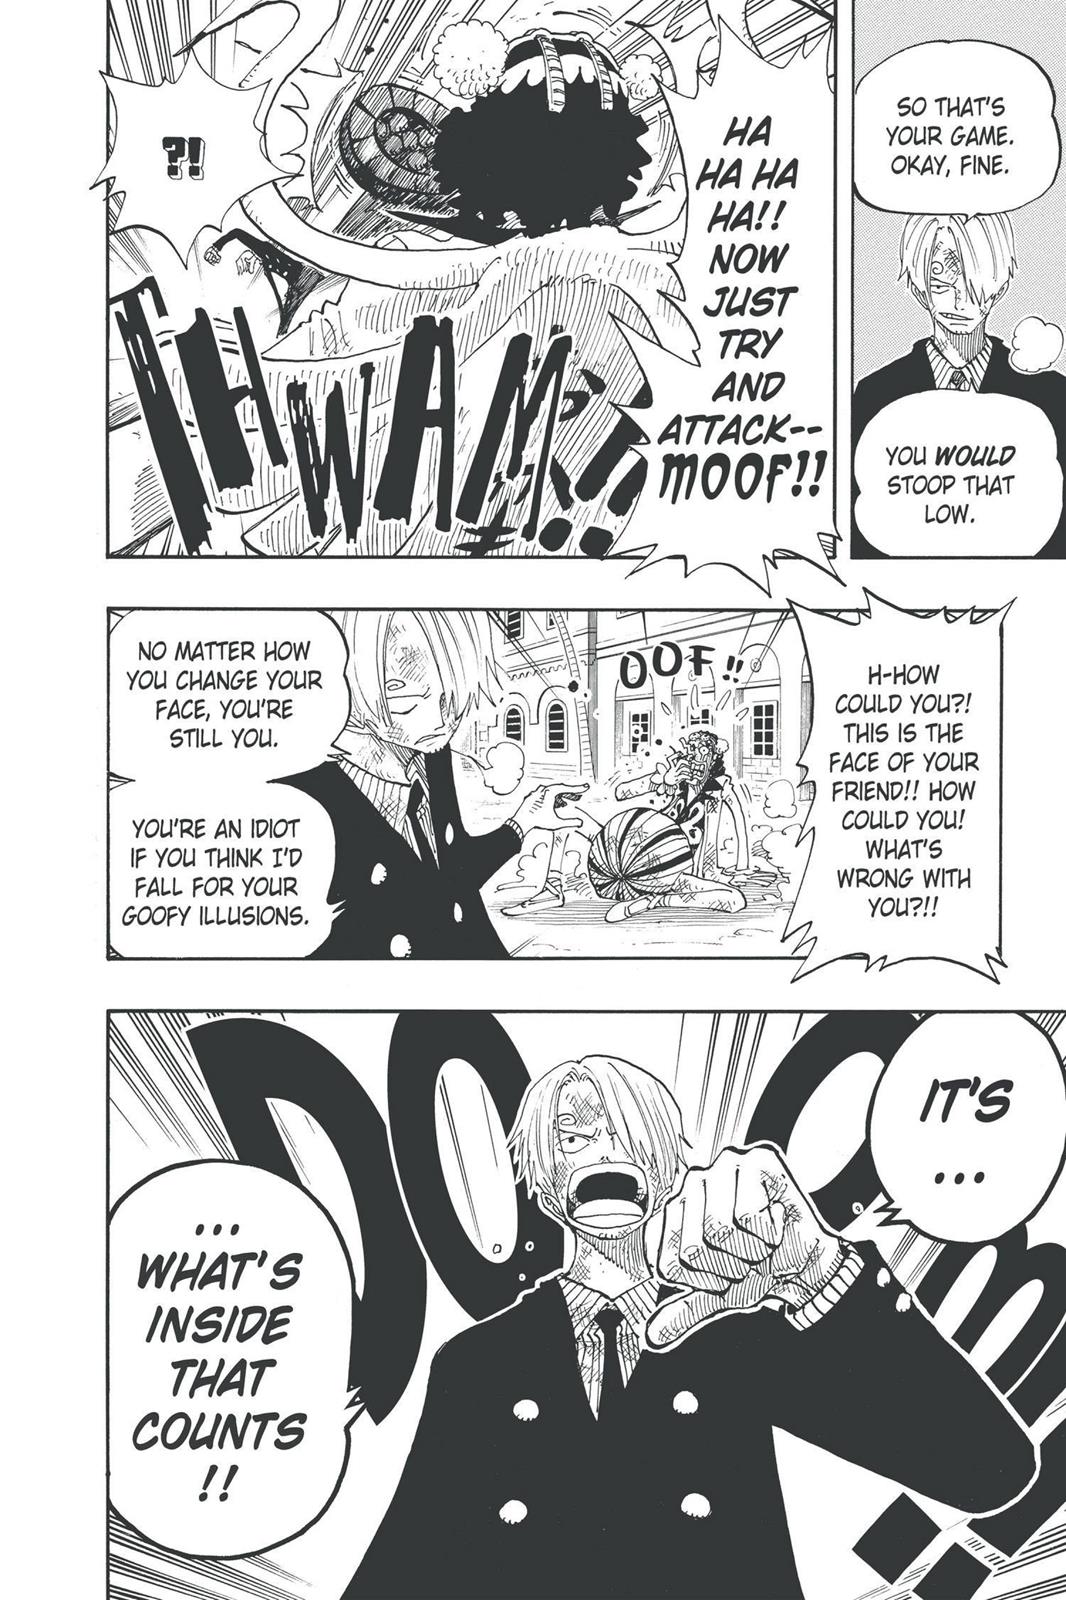 SO THAT'S
YOUR GAME.
OKAY, FINE.
YOU WOULD
STOOP THAT
LOW.
HA
HA HA
HA!!
NOW
JUST
TRY
AND
ATTACK--
MOOF!!
?!
THWAM!!
H-HOW
COULD YOU?!
THIS IS THE
FACE OF YOUR
FRIEND!! HOW
COULD YOU!
WHAT'S
WRONG WITH
YOU?!!
OOF!!
NO MATTER HOW
YOU CHANGE YOUR
FACE, YOU'RE
STILL YOU.
YOU'RE AN IDIOT
IF YOU THINK I'D
FALL FOR YOUR
GOOFY ILLUSIONS.
IT'S
...
DOOM!!
...
WHAT'S
INSIDE
THAT
COUNTS
!!